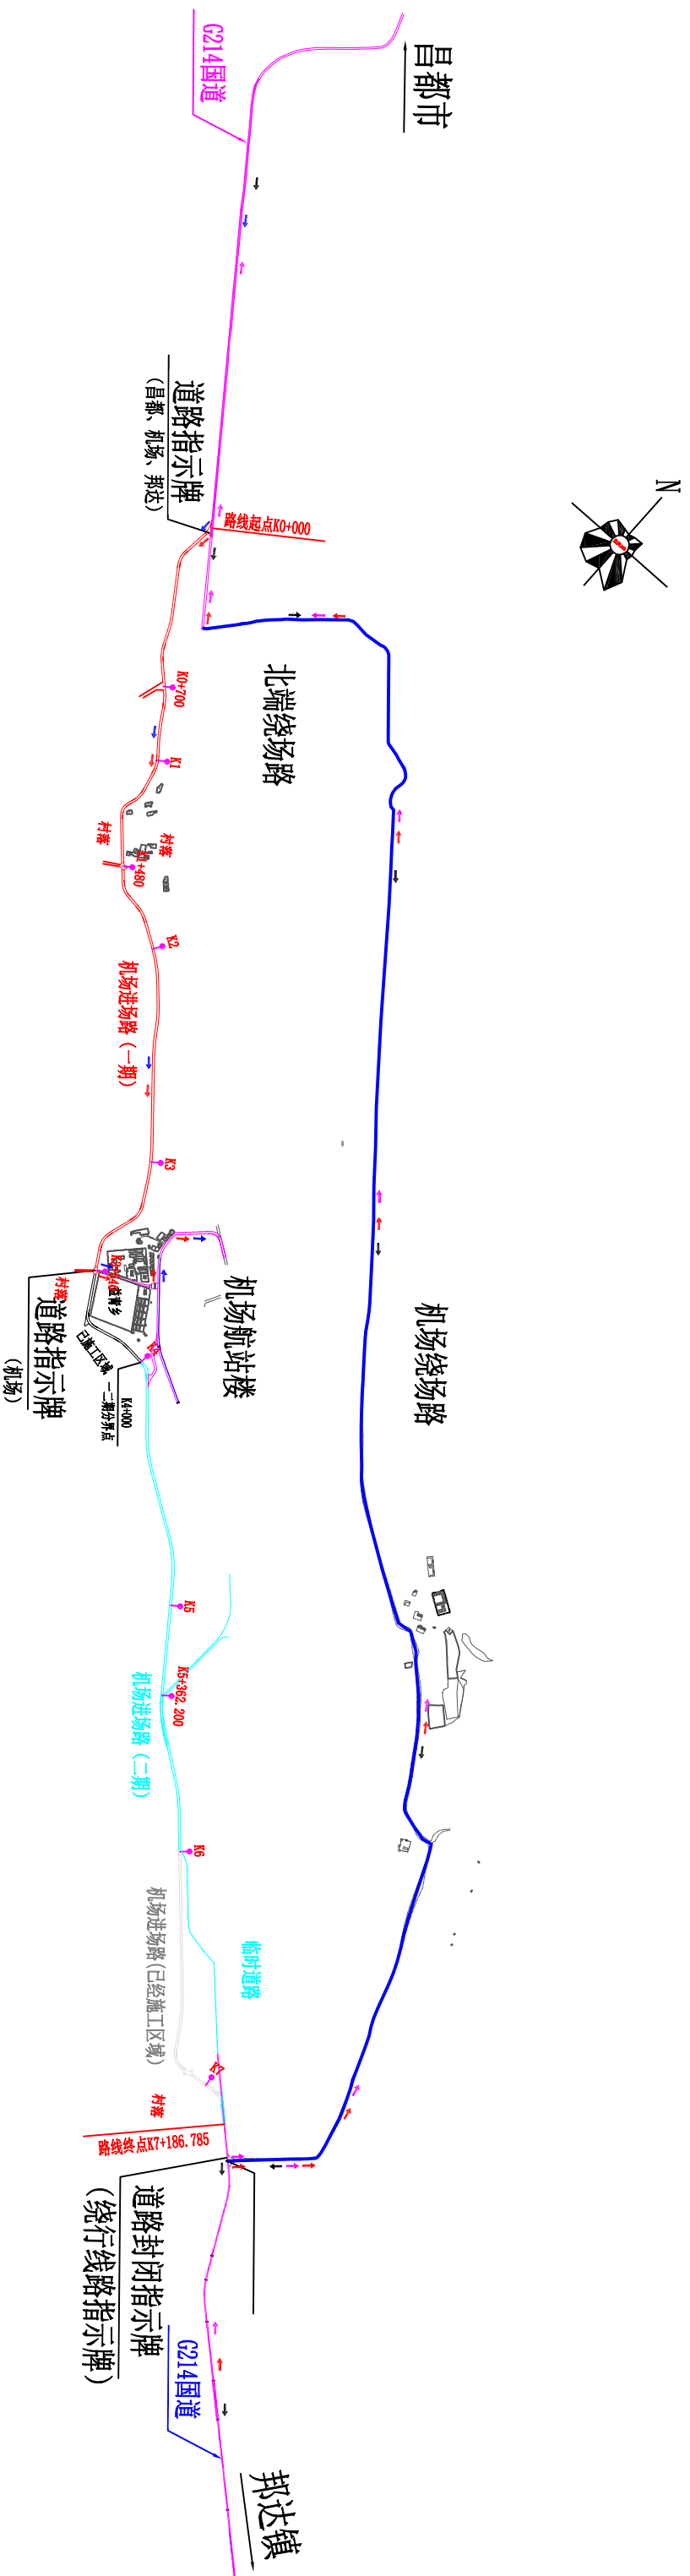 昌都市
G214国道
N
道路指示牌
(昌都、机场、邦达)
路线起点K0+000
北端绕场路
K0+700
K1
村落
村落
K2
机场进场路(一期)
K3
机场航站楼
机场绕场路
村落
道路指示牌
(机场)
已施工区域
K4
K4+000
一二期分界点
K5
K5+362.200
机场进场路(二期)
K6
机场进场路(已经施工区域)
临时道路
K7
村落
路线终点K7+186.785
道路封闭指示牌
(绕行线路指示牌)
G214国道
邦达镇